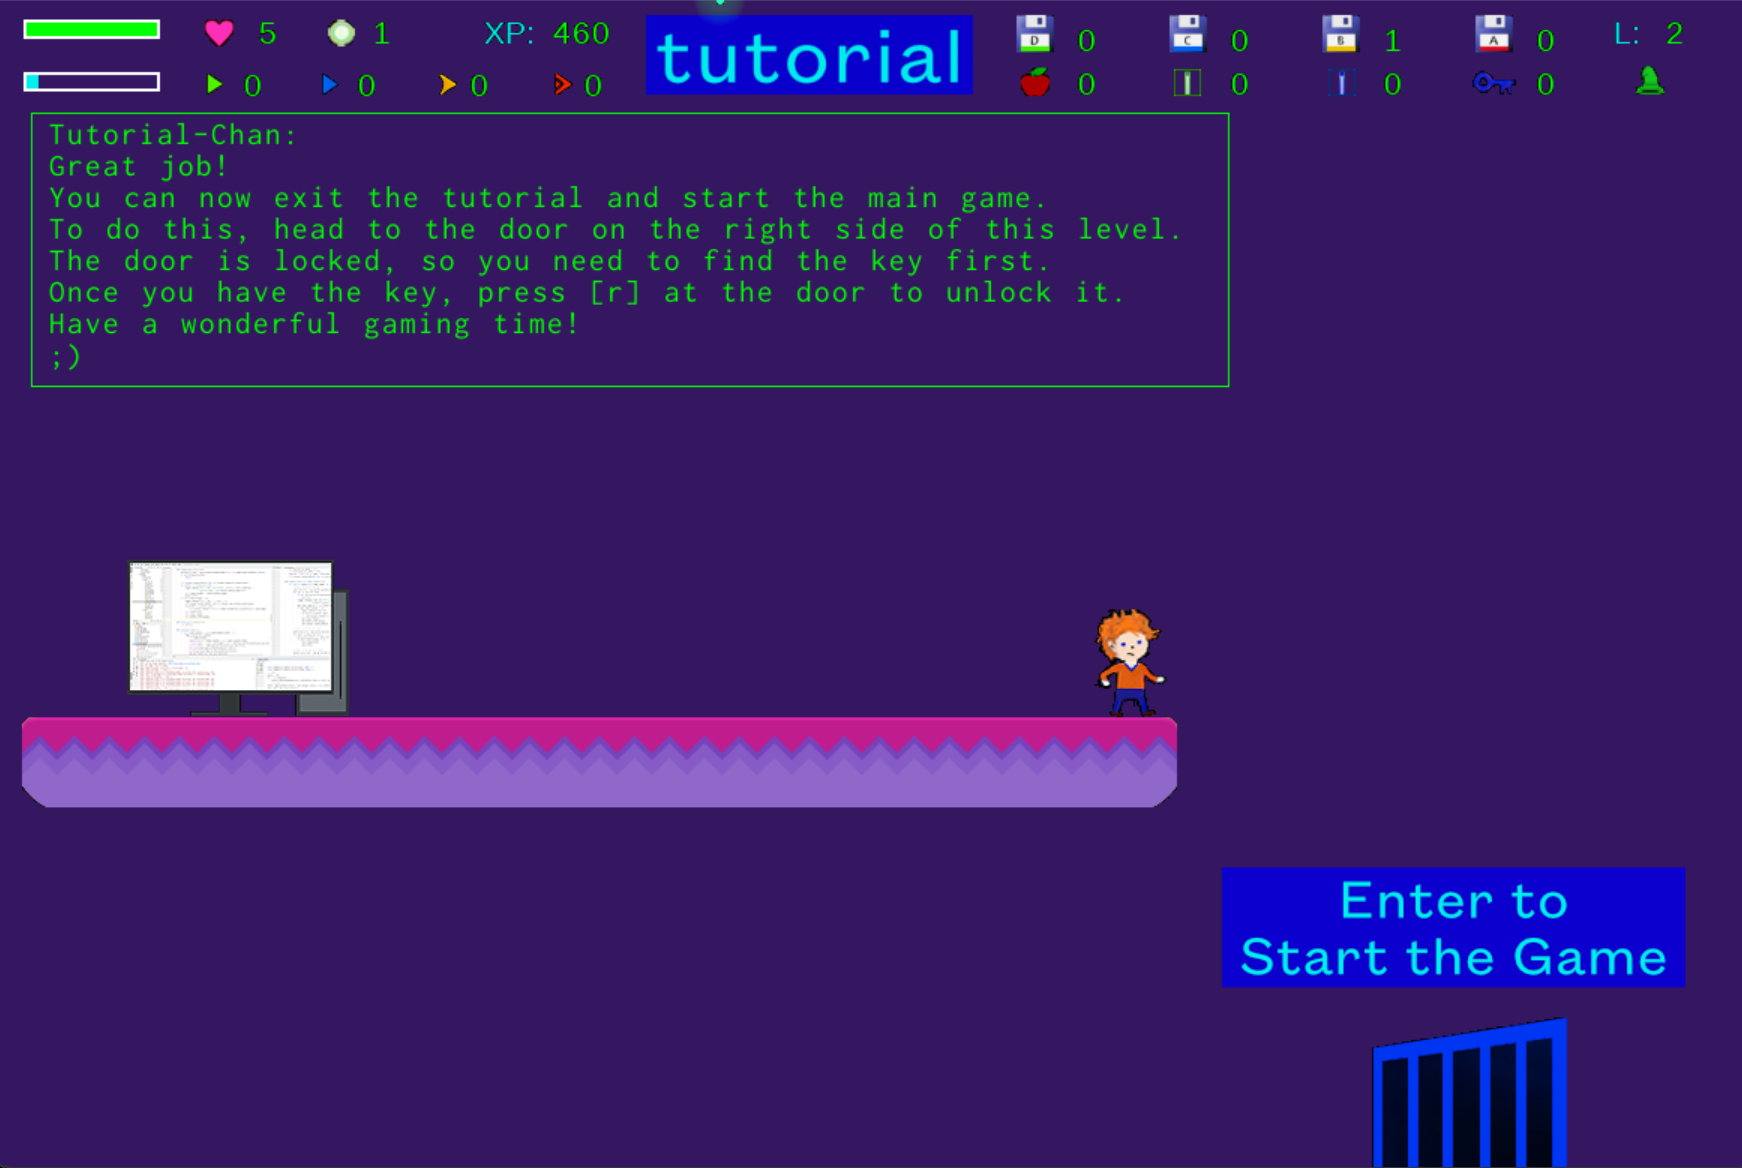 5 1 XP: 460 tutorial D 0 C 0 B 1 A 0 L: 2
0 0 0 0 0 0 0 0
Tutorial-Chan:
Great job!
You can now exit the tutorial and start the main game.
To do this, head to the door on the right side of this level.
The door is locked, so you need to find the key first.
Once you have the key, press [r] at the door to unlock it.
Have a wonderful gaming time!
;)
Enter to
Start the Game